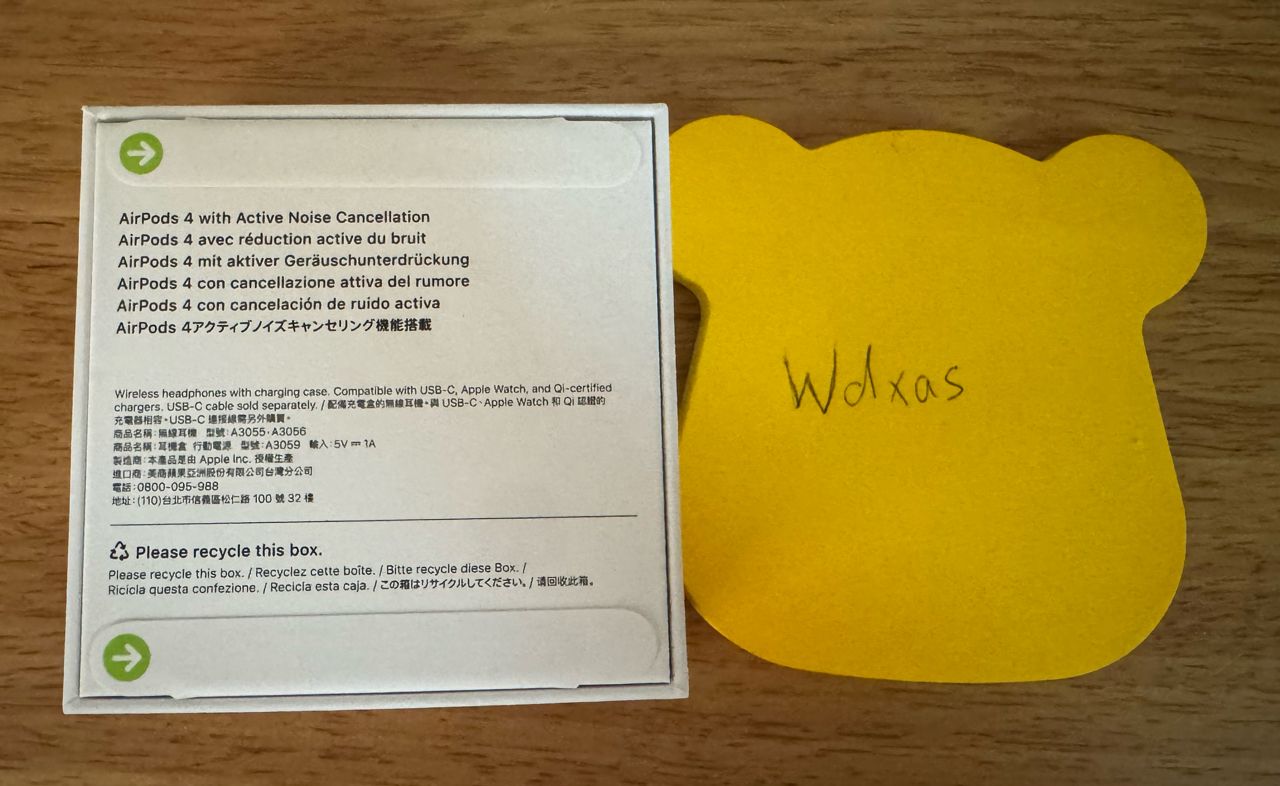 AirPods 4 with Active Noise Cancellation
AirPods 4 avec réduction active du bruit
AirPods 4 mit aktiver Geräuschunterdrückung
AirPods 4 con cancellazione attiva del rumore
AirPods 4 con cancelación de ruido activa
AirPods 4アクティブノイズキャンセリング機能搭載
Wireless headphones with charging case. Compatible with USB-C, Apple Watch, and Qi-certified
chargers. USB-C cable sold separately. / 配備充電盒的無線耳機。與 USB-C、Apple Watch 和 Qi 認證的
充電器相容。USB-C 連接線需另外購買。
商品名稱：無線耳機 型號：A3055、A3056
商品名稱：耳機盒 行動電源 型號：A3059 輸入：5V⎓1A
製造商：本產品是由 Apple Inc. 授權生產
進口商：美商蘋果亞洲股份有限公司台灣分公司
電話：0800-095-988
地址：(110)台北市信義區松仁路 100 號 32 樓
Please recycle this box.
Please recycle this box. / Recyclez cette boîte. / Bitte recycle diese Box. /
Ricicla questa confezione. / Recicla esta caja. / この箱はリサイクルしてください。/ 请回收此箱。
Wdxas